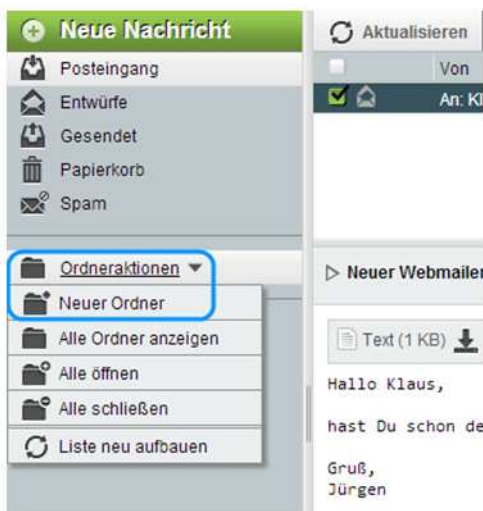 Neue Nachricht
Posteingang
Entwürfe
Gesendet
Papierkorb
Spam
Ordneraktionen
Neuer Ordner
Alle Ordner anzeigen
Alle öffnen
Alle schließen
Liste neu aufbauen
Aktualisieren
Von
An: Kl
Neuer Webmailer
Text (1 KB)
Hallo Klaus,
hast Du schon de
Gruß,
Jürgen